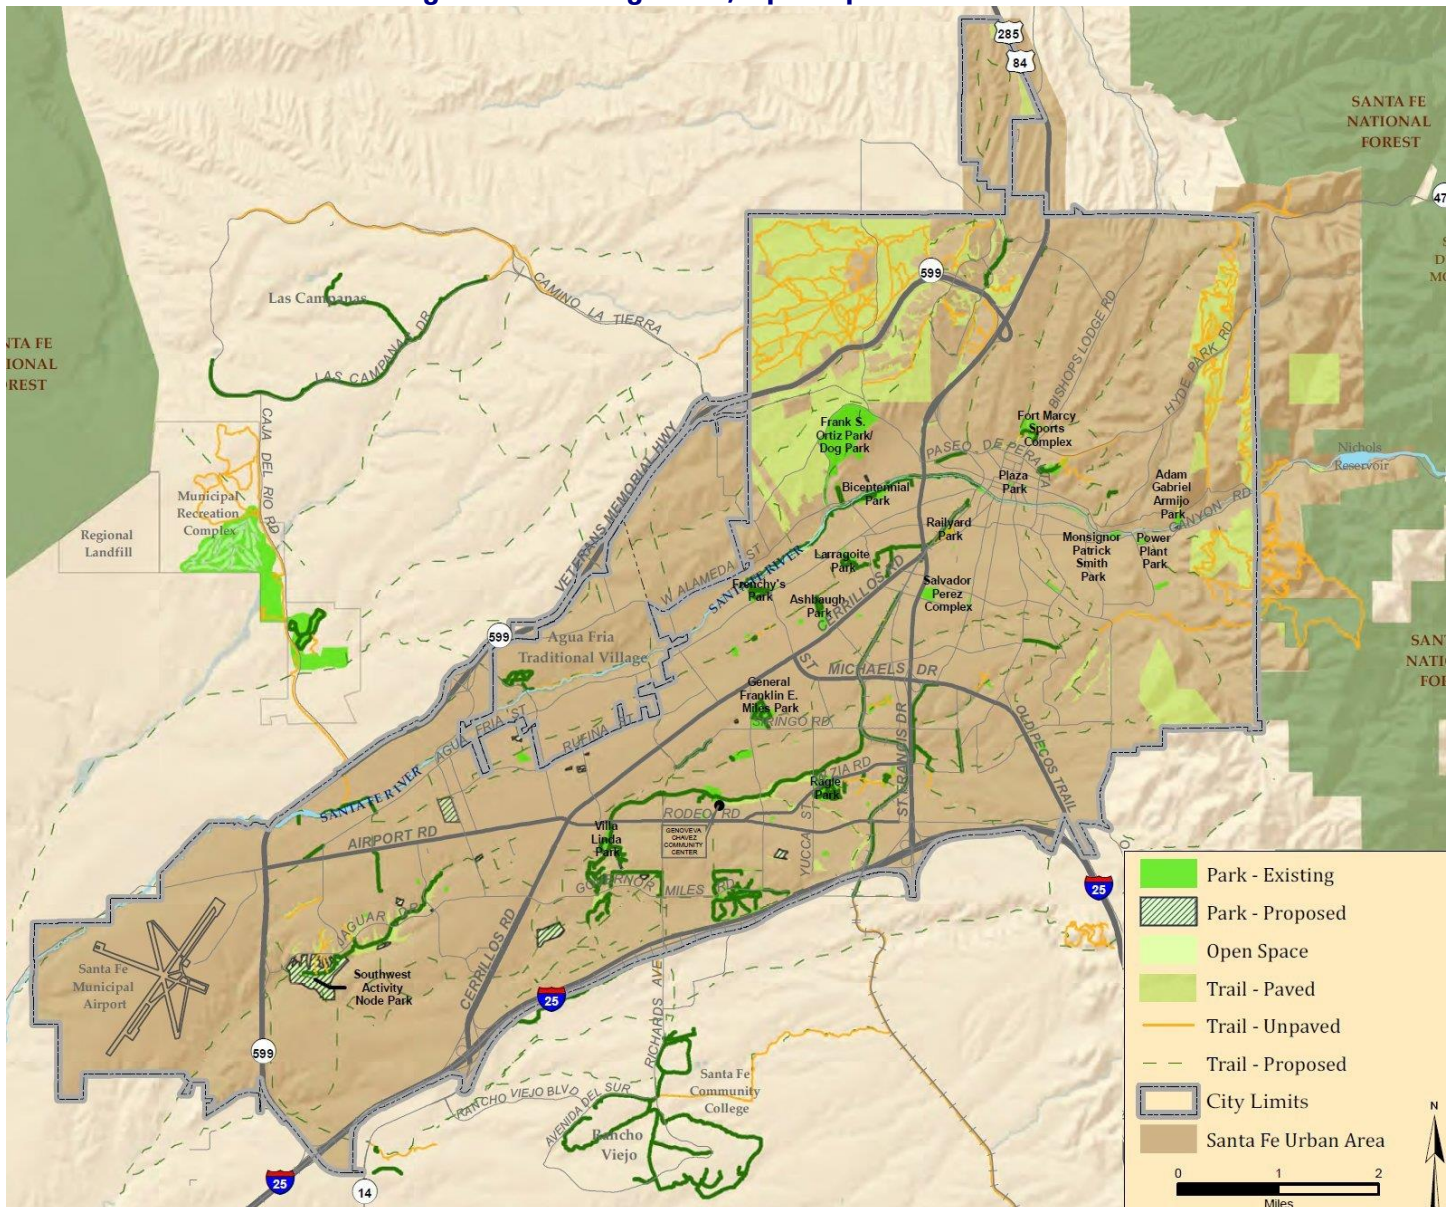 285
84
SANTA FE
NATIONAL
FOREST
599
Las Campanas
LAS CAMPANAS DR
CAMINO LA TIERRA
BISHOPS LODGE RD
HYDE PARK RD
CAJA DEL RIO RD
VETERANS MEMORIAL HWY
Frank S.
Ortiz Park/
Dog Park
Fort Marcy
Sports
Complex
PASEO DE PERALTA
Nichols
Reservoir
Municipal
Recreation
Complex
Regional
Landfill
Bicentennial
Park
Plaza
Park
Adam
Gabriel
Armijo
Park
CANYON RD
Railyard
Park
Monsignor
Patrick
Smith
Park
Power
Plant
Park
W ALAMEDA ST
SANTA FE RIVER
Larragoite
Park
Frenchy's
Park
Ashbaugh
Park
CERRILLOS RD
Salvador
Perez
Complex
599
Agua Fria
Traditional Village
ST MICHAELS DR
General
Franklin E.
Miles Park
SIRINGO RD
AGUA FRIA ST
RUFINA ST
ST FRANCIS DR
OLD PECOS TRAIL
SANTA FE RIVER
AIRPORT RD
Ragle
Park
RODEO RD
Villa
Linda
Park
GENOVEVA
CHAVEZ
COMMUNITY
CENTER
YUCCA ST
GOVERNOR MILES RD
JAGUAR DR
CERRILLOS RD
Santa Fe
Municipal
Airport
Southwest
Activity
Node Park
25
25
RICHARDS AVE
599
Santa Fe
Community
College
RANCHO VIEJO BLVD
AVENIDA DEL SUR
Rancho
Viejo
25
14
Park - Existing
Park - Proposed
Open Space
Trail - Paved
Trail - Unpaved
Trail - Proposed
City Limits
Santa Fe Urban Area
N
0 1 2
Miles